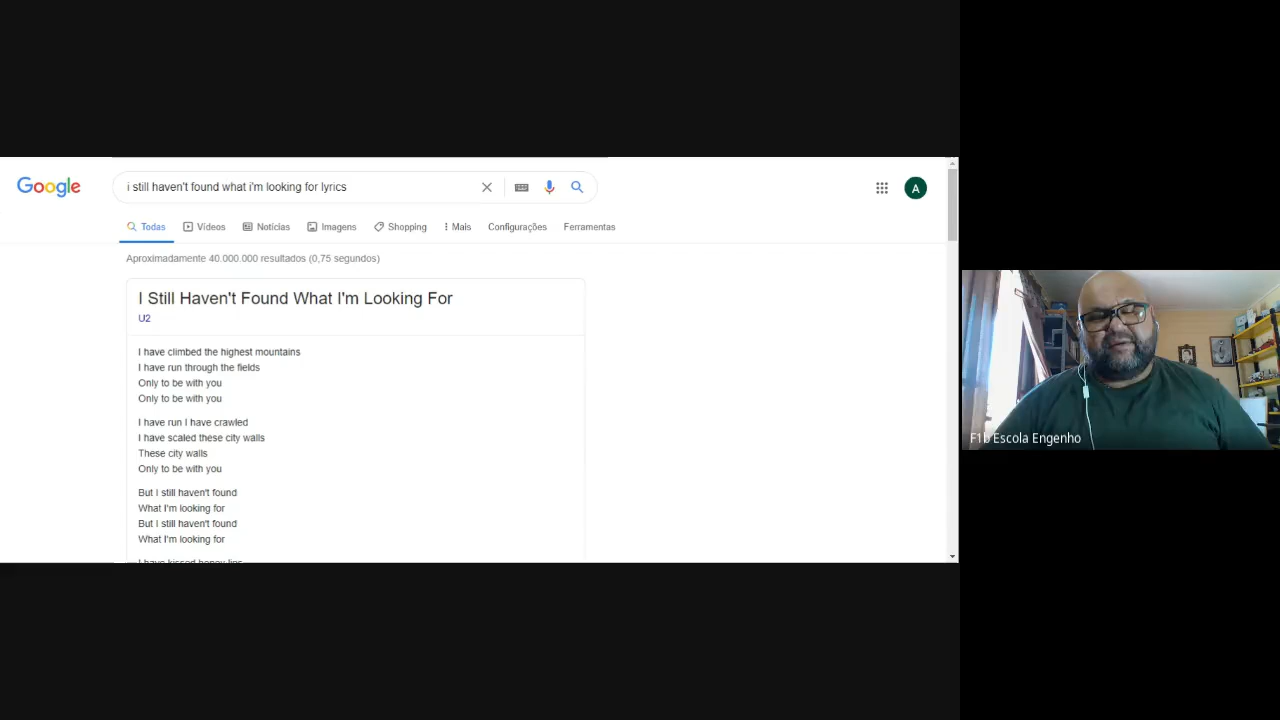 Google
i still haven't found what i'm looking for lyrics
A
Todas Vídeos Notícias Imagens Shopping Mais Configurações Ferramentas
Aproximadamente 40.000.000 resultados (0,75 segundos)
I Still Haven't Found What I'm Looking For
U2
I have climbed the highest mountains
I have run through the fields
Only to be with you
Only to be with you
I have run I have crawled
I have scaled these city walls
These city walls
Only to be with you
But I still haven't found
What I'm looking for
But I still haven't found
What I'm looking for
I have kissed honey lips
F1b Escola Engenho